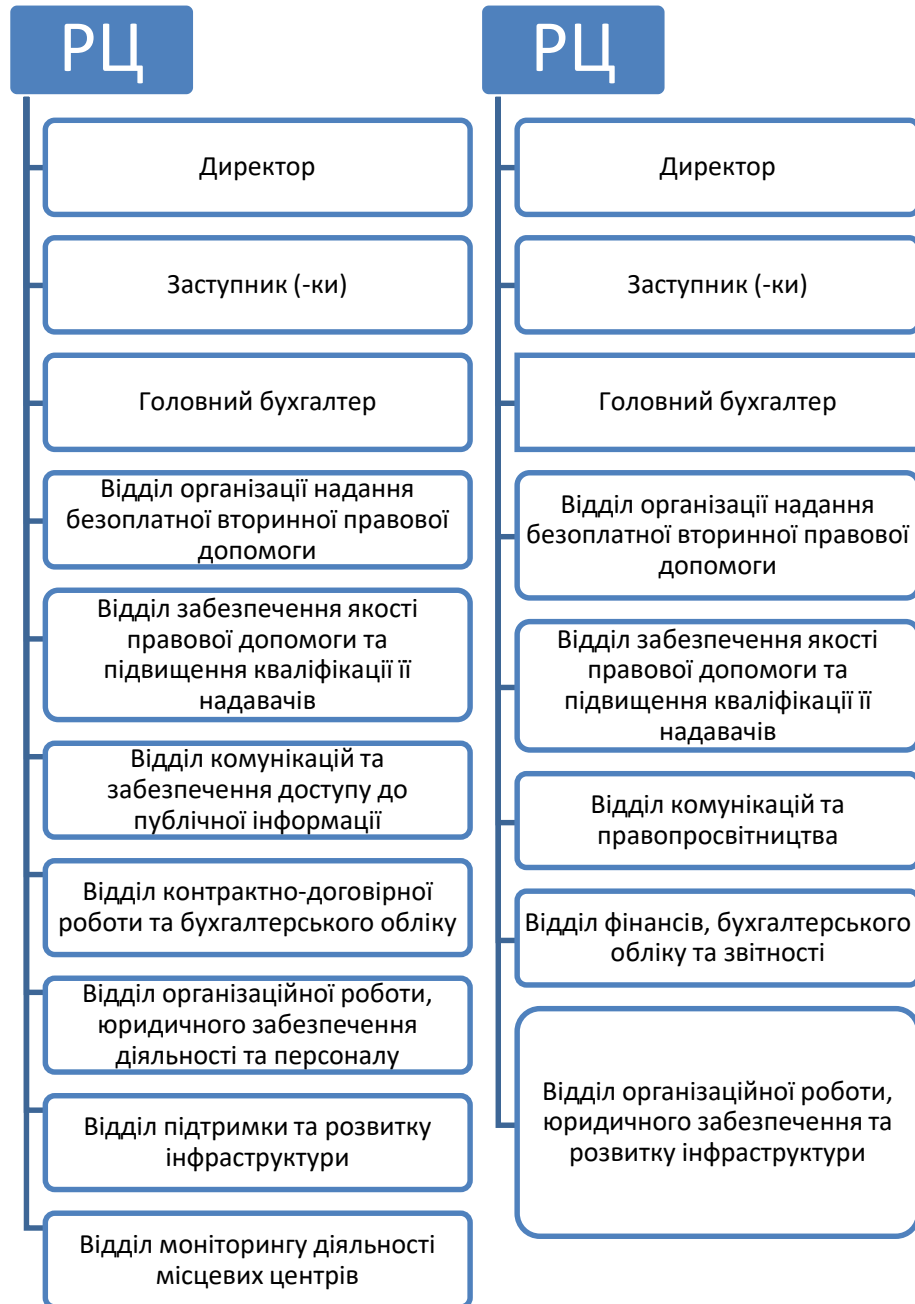 РЦ
Директор
Заступник (-ки)
Головний бухгалтер
Відділ організації надання
безоплатної вторинної правової
допомоги
Відділ забезпечення якості
правової допомоги та
підвищення кваліфікації її
надавачів
Відділ комунікацій та
забезпечення доступу до
публічної інформації
Відділ контрактно-договірної
роботи та бухгалтерського обліку
Відділ організаційної роботи,
юридичного забезпечення
діяльності та персоналу
Відділ підтримки та розвитку
інфраструктури
Відділ моніторингу діяльності
місцевих центрів
РЦ
Директор
Заступник (-ки)
Головний бухгалтер
Відділ організації надання
безоплатної вторинної правової
допомоги
Відділ забезпечення якості
правової допомоги та
підвищення кваліфікації її
надавачів
Відділ комунікацій та
правопросвітництва
Відділ фінансів, бухгалтерського
обліку та звітності
Відділ організаційної роботи,
юридичного забезпечення та
розвитку інфраструктури